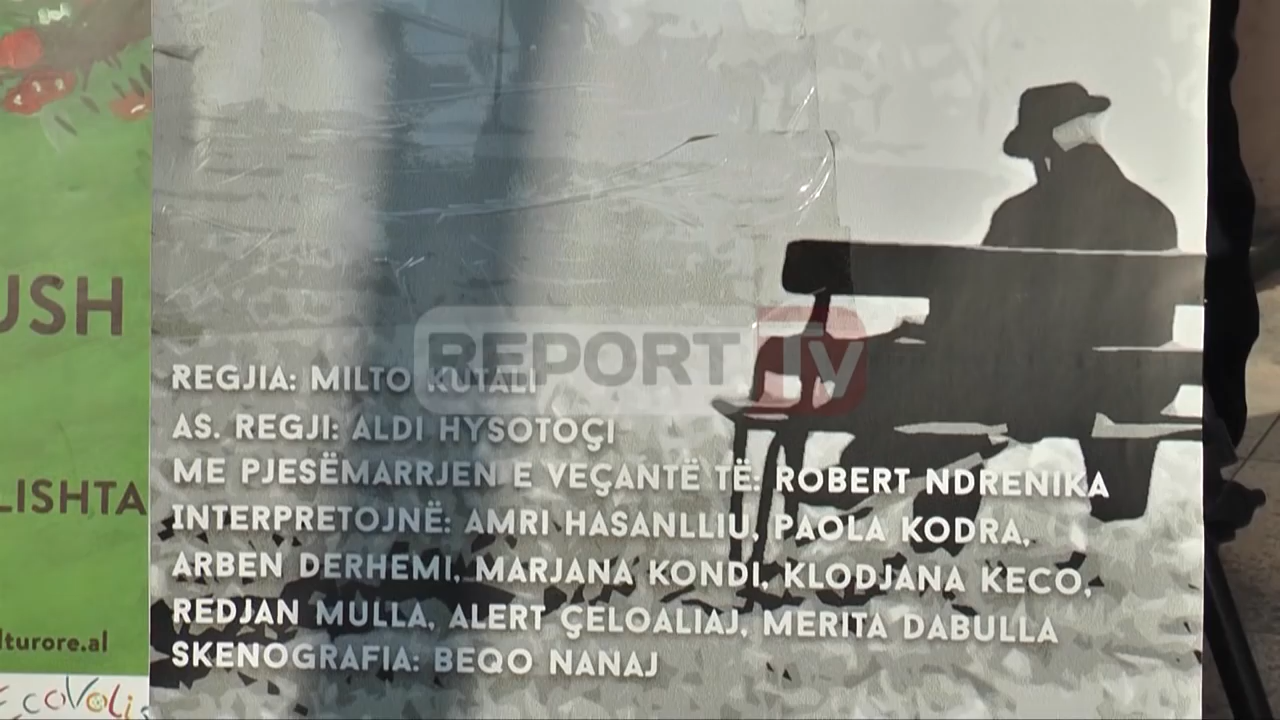 USH
LISHTA
lturore.al
EcoVolis
REPORT Tv
REGJIA: MILTO KUTALI
AS. REGJI: ALDI HYSOTOÇI
ME PJESËMARRJEN E VEÇANTË TË: ROBERT NDRENIKA
INTERPRETOJNË: AMRI HASANLLIU, PAOLA KODRA,
ARBEN DERHEMI, MARJANA KONDI, KLODJANA KECO,
REDJAN MULLA, ALERT ÇELOALIAJ, MERITA DABULLA
SKENOGRAFIA: BEQO NANAJ